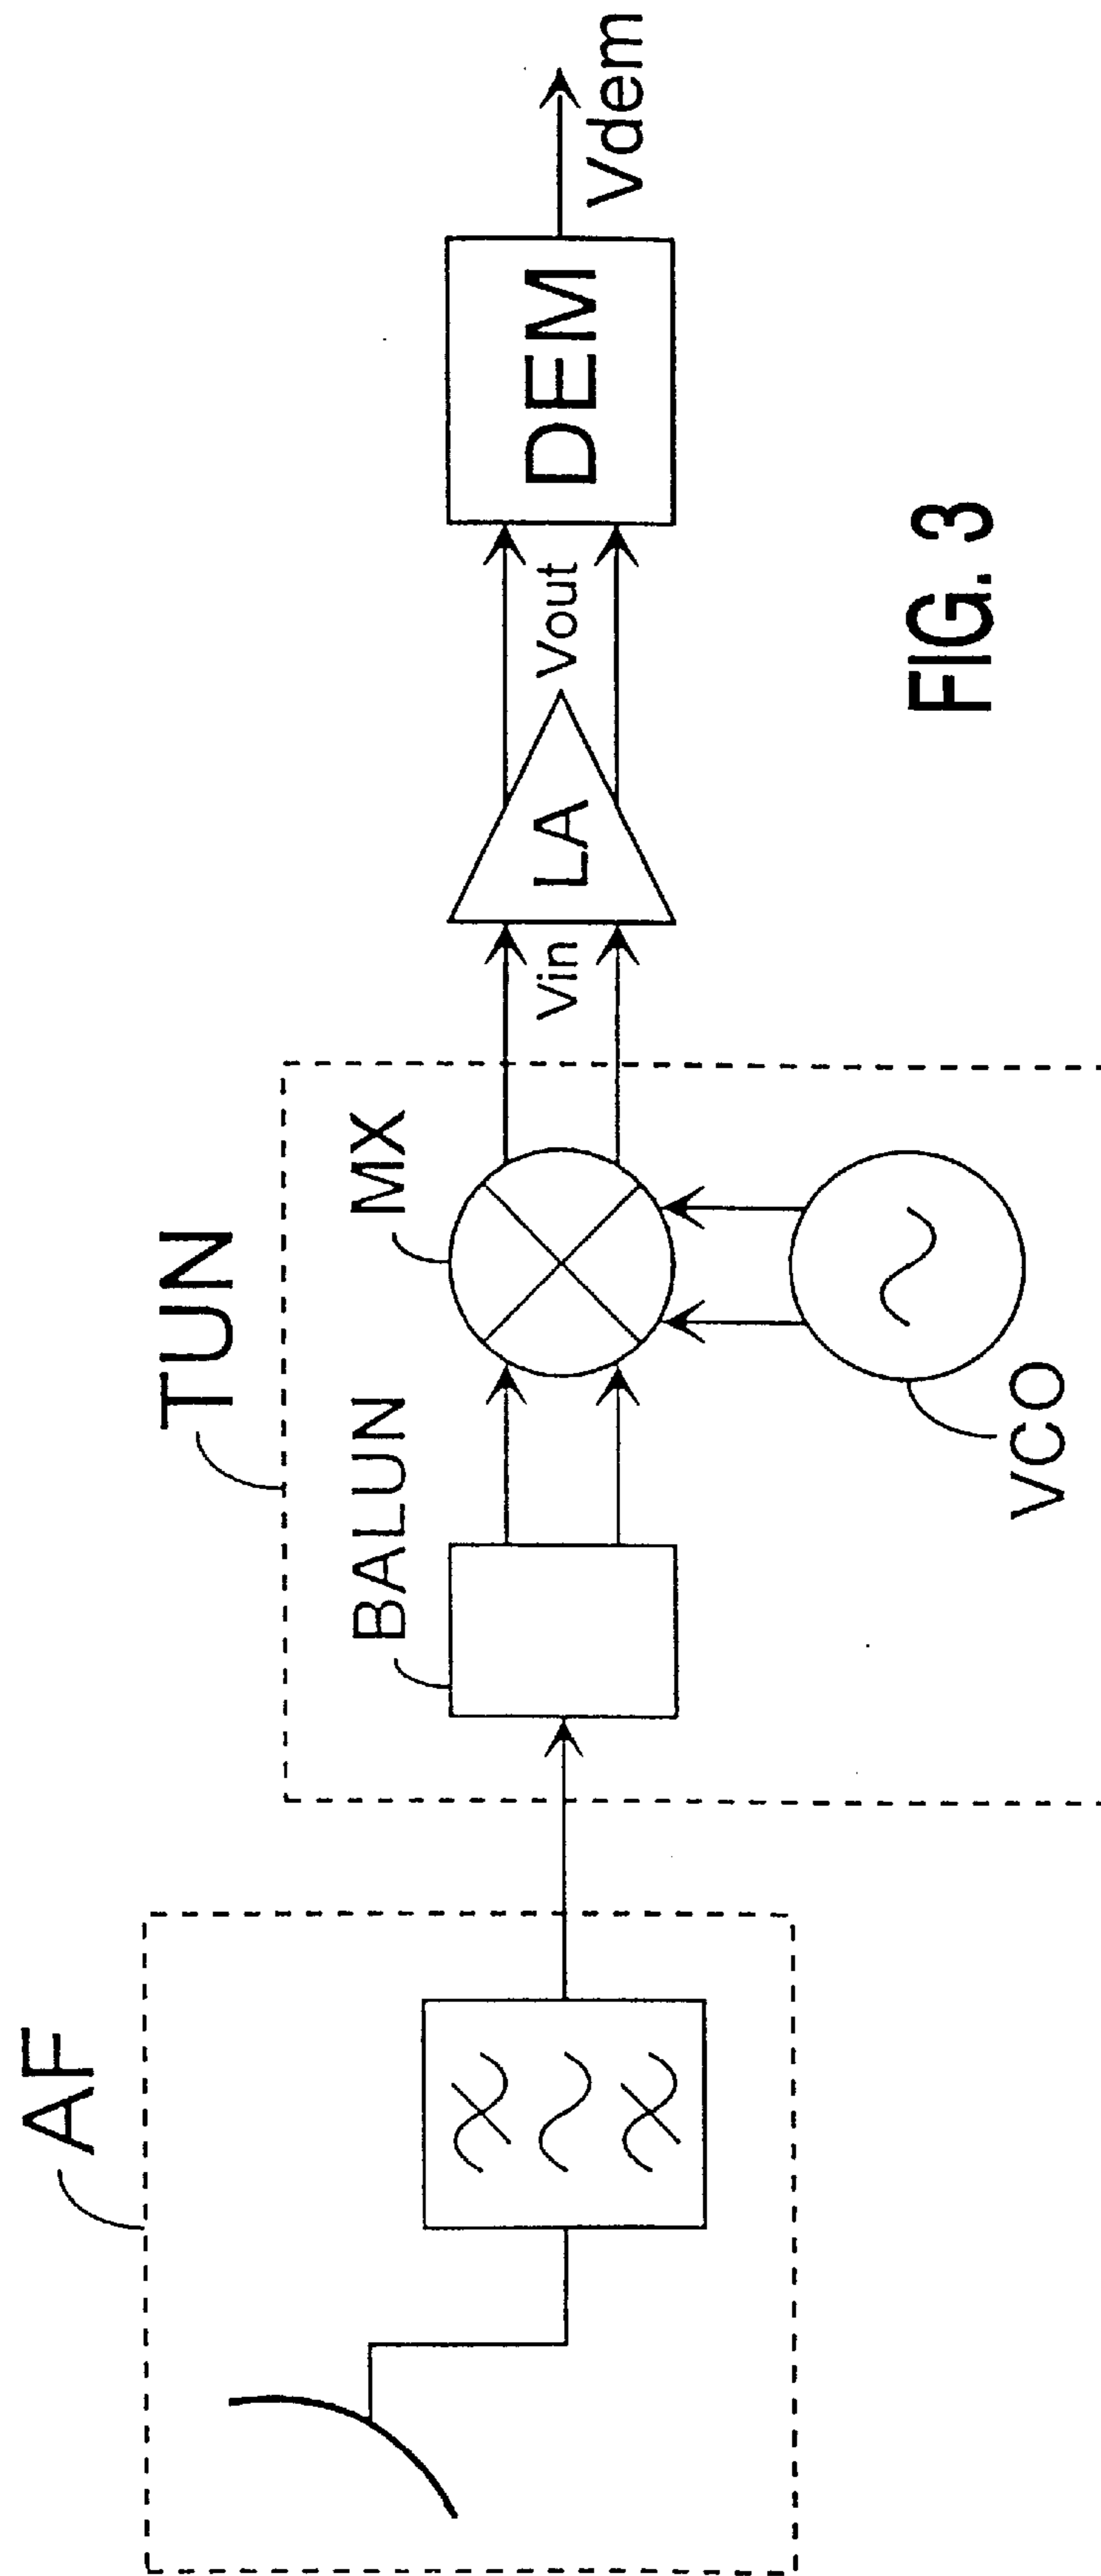 AF
TUN
BALUN
MX
VCO
Vin
LA
Vout
DEM
Vdem
FIG. 3